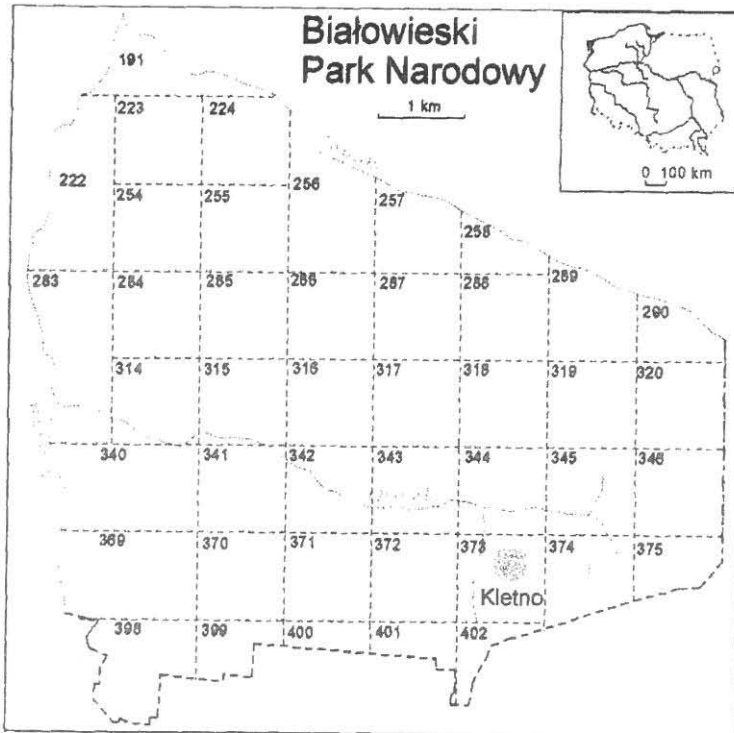 Białowieski
Park Narodowy
1 km
0 100 km
191
223 224
222 254 255 256 257
258
283 284 285 286 287 288 289
290
314 315 316 317 318 319 320
340 341 342 343 344 345 346
369 370 371 372 373 374 375
Kletno
398 399 400 401 402